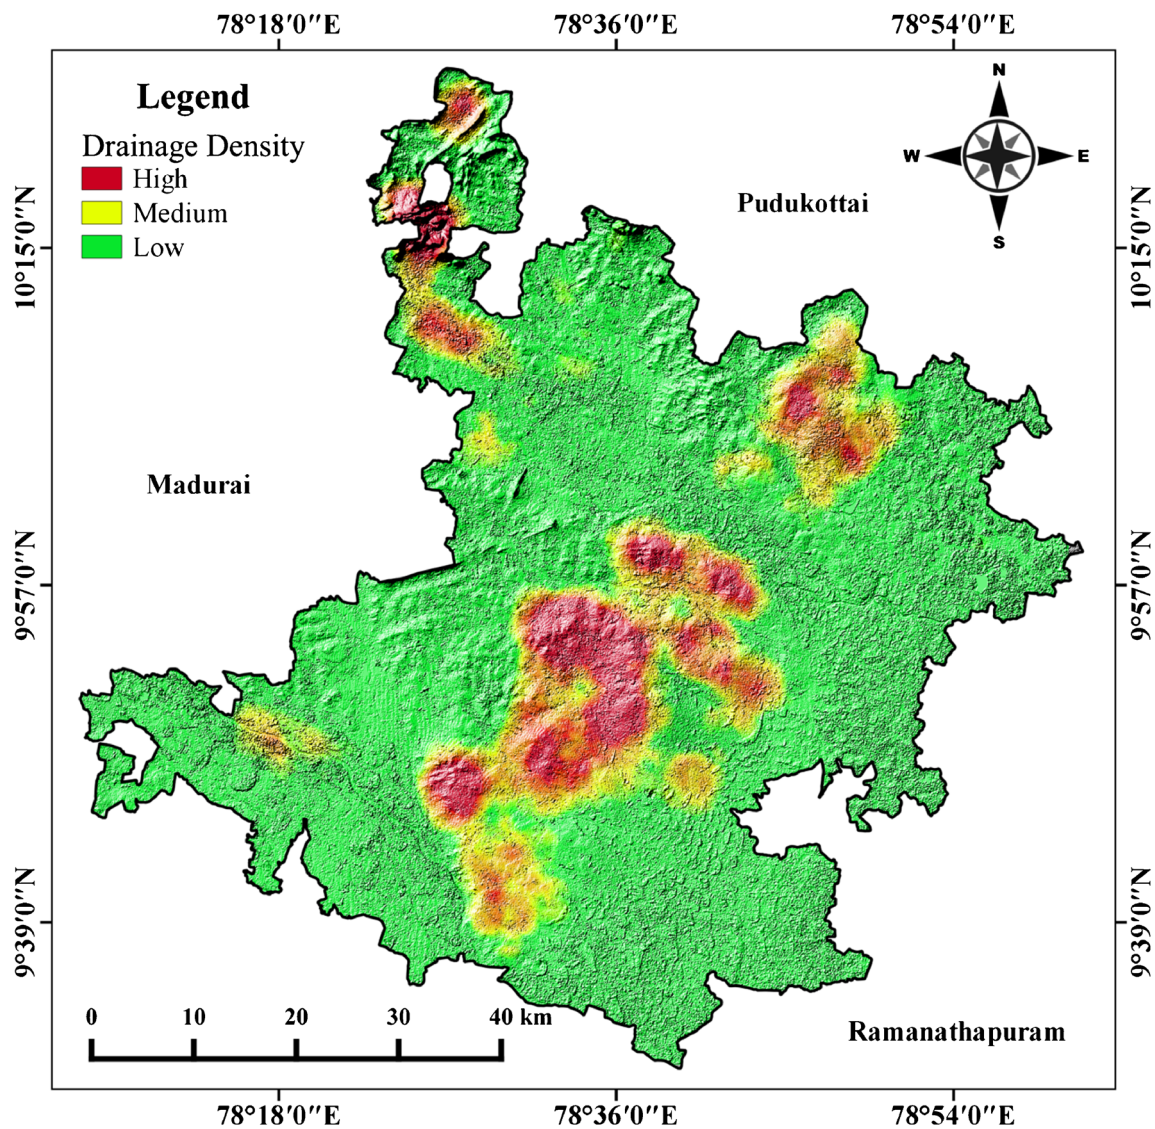 78°18'0"E 78°36'0"E 78°54'0"E
N
W E
S
Legend
Drainage Density
High
Medium
Low
Pudukottai
10°15'0"N 10°15'0"N
Madurai
9°57'0"N 9°57'0"N
9°39'0"N 9°39'0"N
0 10 20 30 40 km
Ramanathapuram
78°18'0"E 78°36'0"E 78°54'0"E